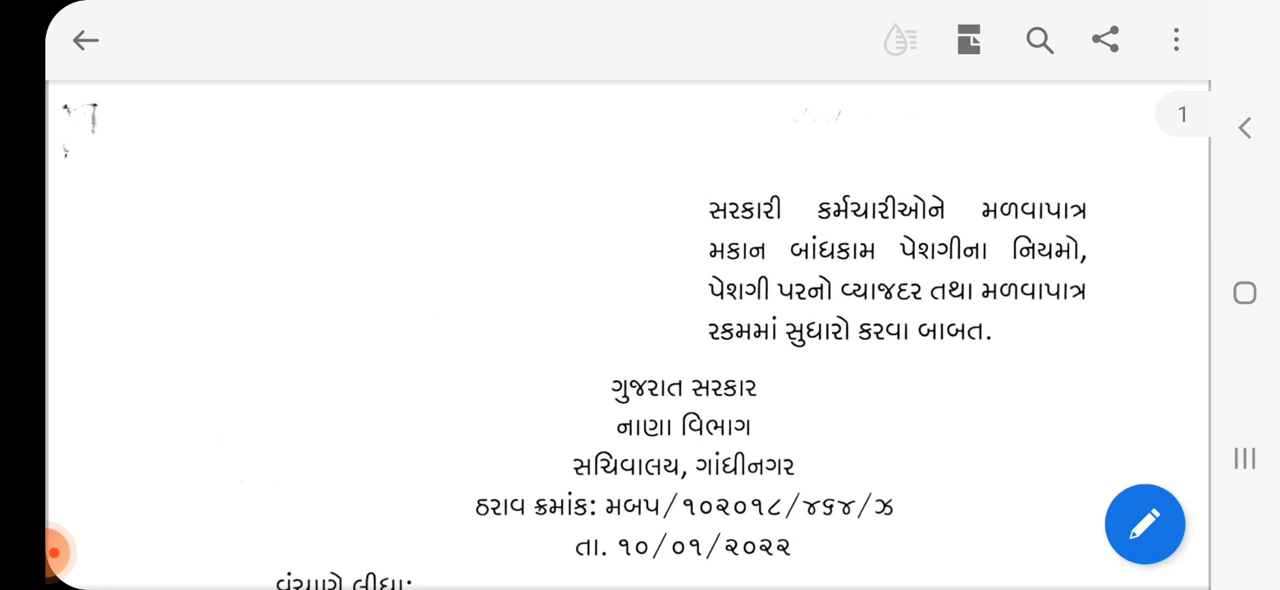 1
સરકારી કર્મચારીઓને મળવાપાત્ર
મકાન બાંધકામ પેશગીના નિયમો,
પેશગી પરનો વ્યાજદર તથા મળવાપાત્ર
રકમમાં સુધારો કરવા બાબત.
ગુજરાત સરકાર
નાણા વિભાગ
સચિવાલય, ગાંધીનગર
ઠરાવ ક્રમાંક: મબપ/૧૦૨૦૧૮/૪૬૪/ઝ
તા. ૧૦/૦૧/૨૦૨૨
વંચાણે લીધા: